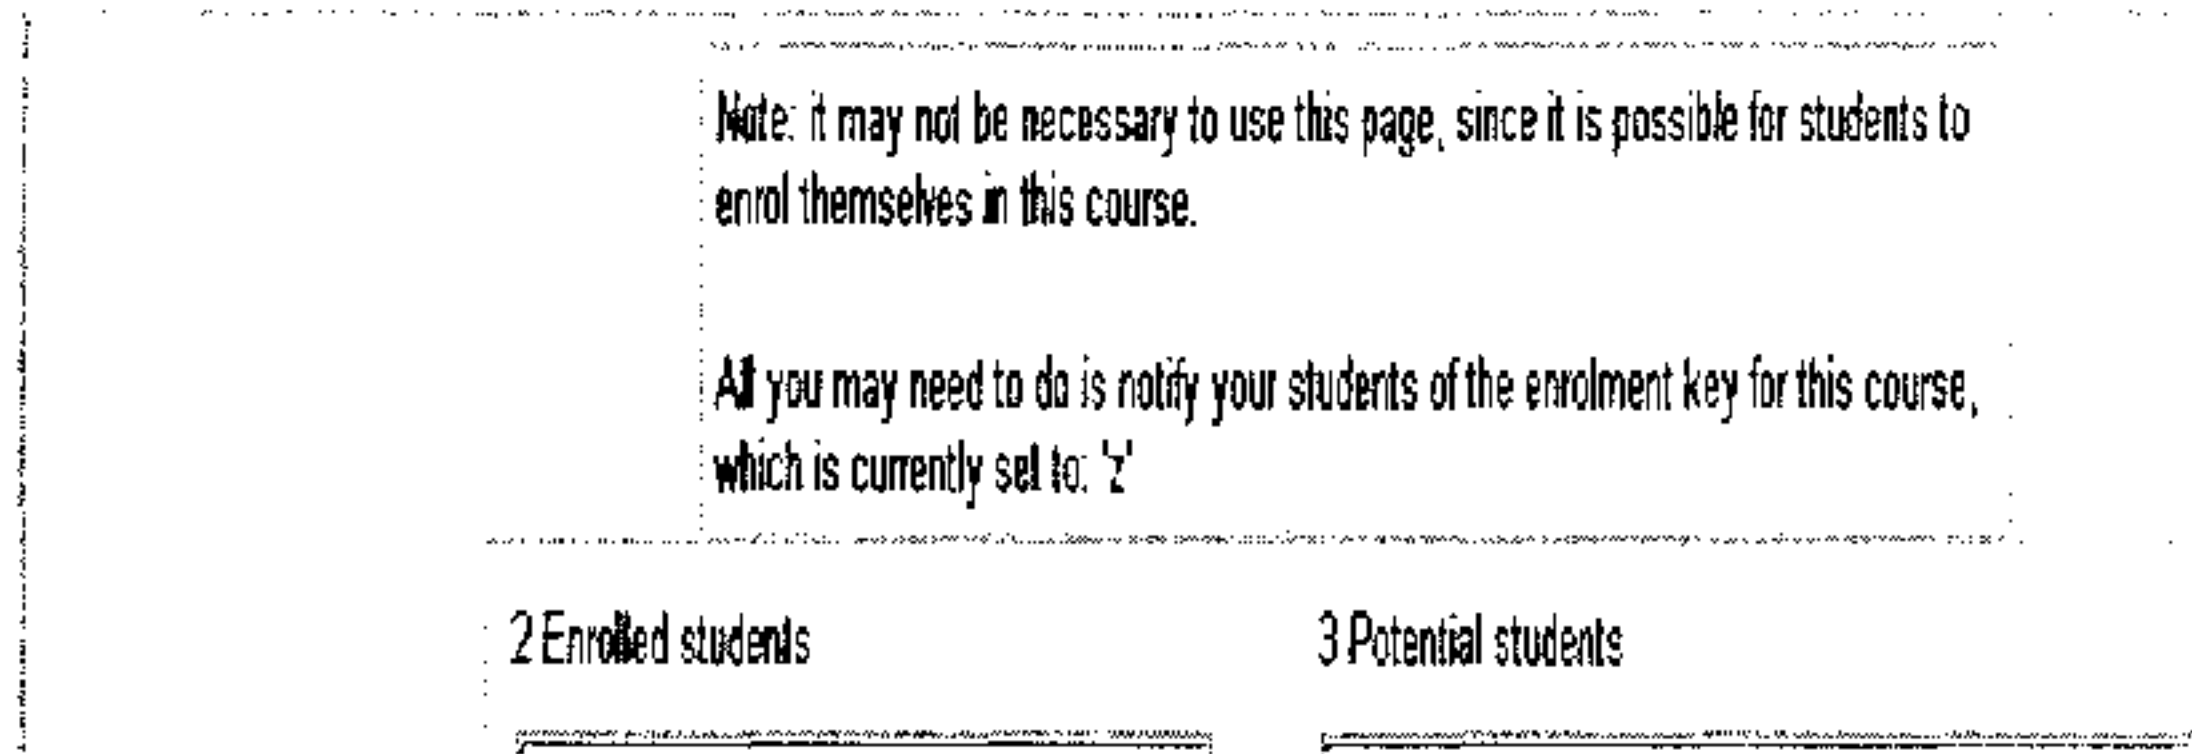 Note: it may not be necessary to use this page, since it is possible for students to
enrol themselves in this course.
All you may need to do is notify your students of the enrolment key for this course,
which is currently set to: 'z'
2 Enrolled students
3 Potential students